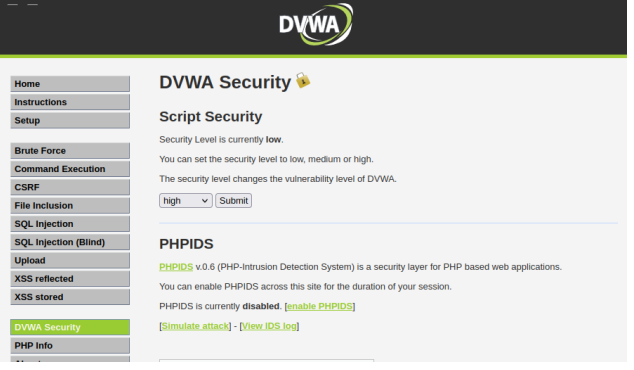 DVWA
Home
Instructions
Setup
Brute Force
Command Execution
CSRF
File Inclusion
SQL Injection
SQL Injection (Blind)
Upload
XSS reflected
XSS stored
DVWA Security
PHP Info
DVWA Security
Script Security
Security Level is currently low.
You can set the security level to low, medium or high.
The security level changes the vulnerability level of DVWA.
high Submit
PHPIDS
PHPIDS v.0.6 (PHP-Intrusion Detection System) is a security layer for PHP based web applications.
You can enable PHPIDS across this site for the duration of your session.
PHPIDS is currently disabled. [enable PHPIDS]
[Simulate attack] - [View IDS log]